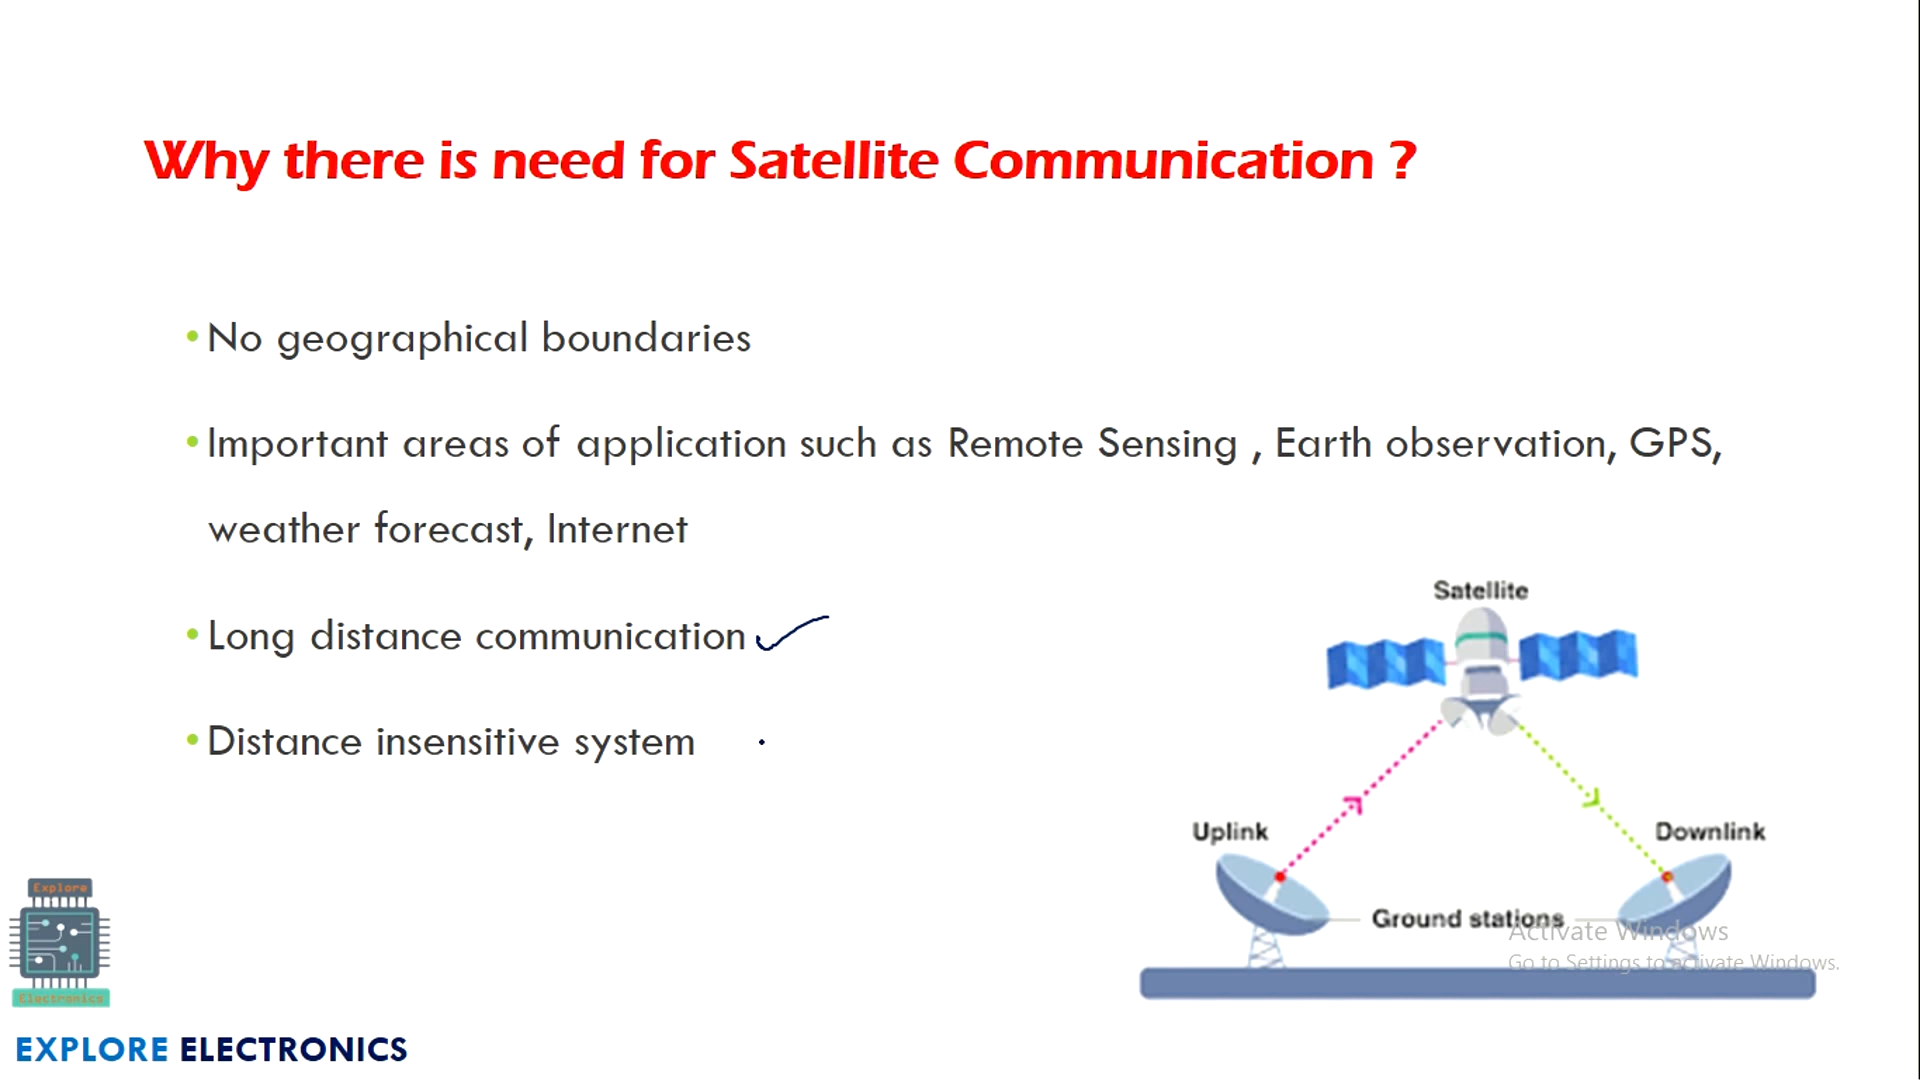 Why there is need for Satellite Communication ?
•No geographical boundaries
•Important areas of application such as Remote Sensing , Earth observation, GPS,
weather forecast, Internet
•Long distance communication
•Distance insensitive system
Satellite
Uplink
Downlink
Ground stations
Activate Windows
Go to Settings to activate Windows.
Explore
Electronics
EXPLORE ELECTRONICS